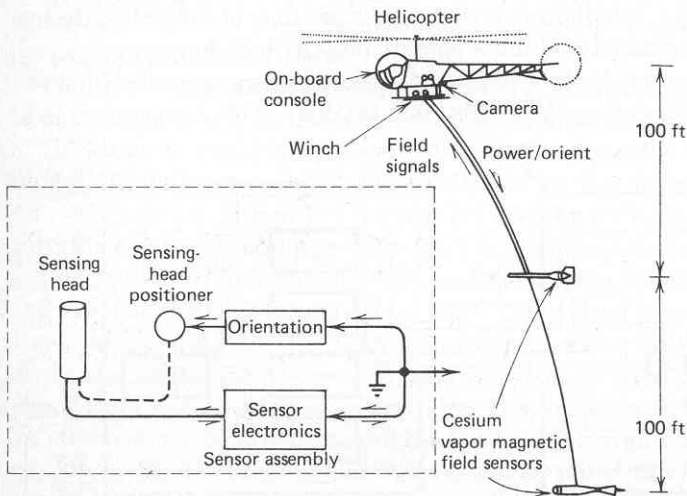 Helicopter
On-board
console
Camera
Winch
Field
signals
Power/orient
100 ft
Sensing
head
Sensing-
head
positioner
Orientation
Sensor
electronics
Sensor assembly
Cesium
vapor magnetic
field sensors
100 ft